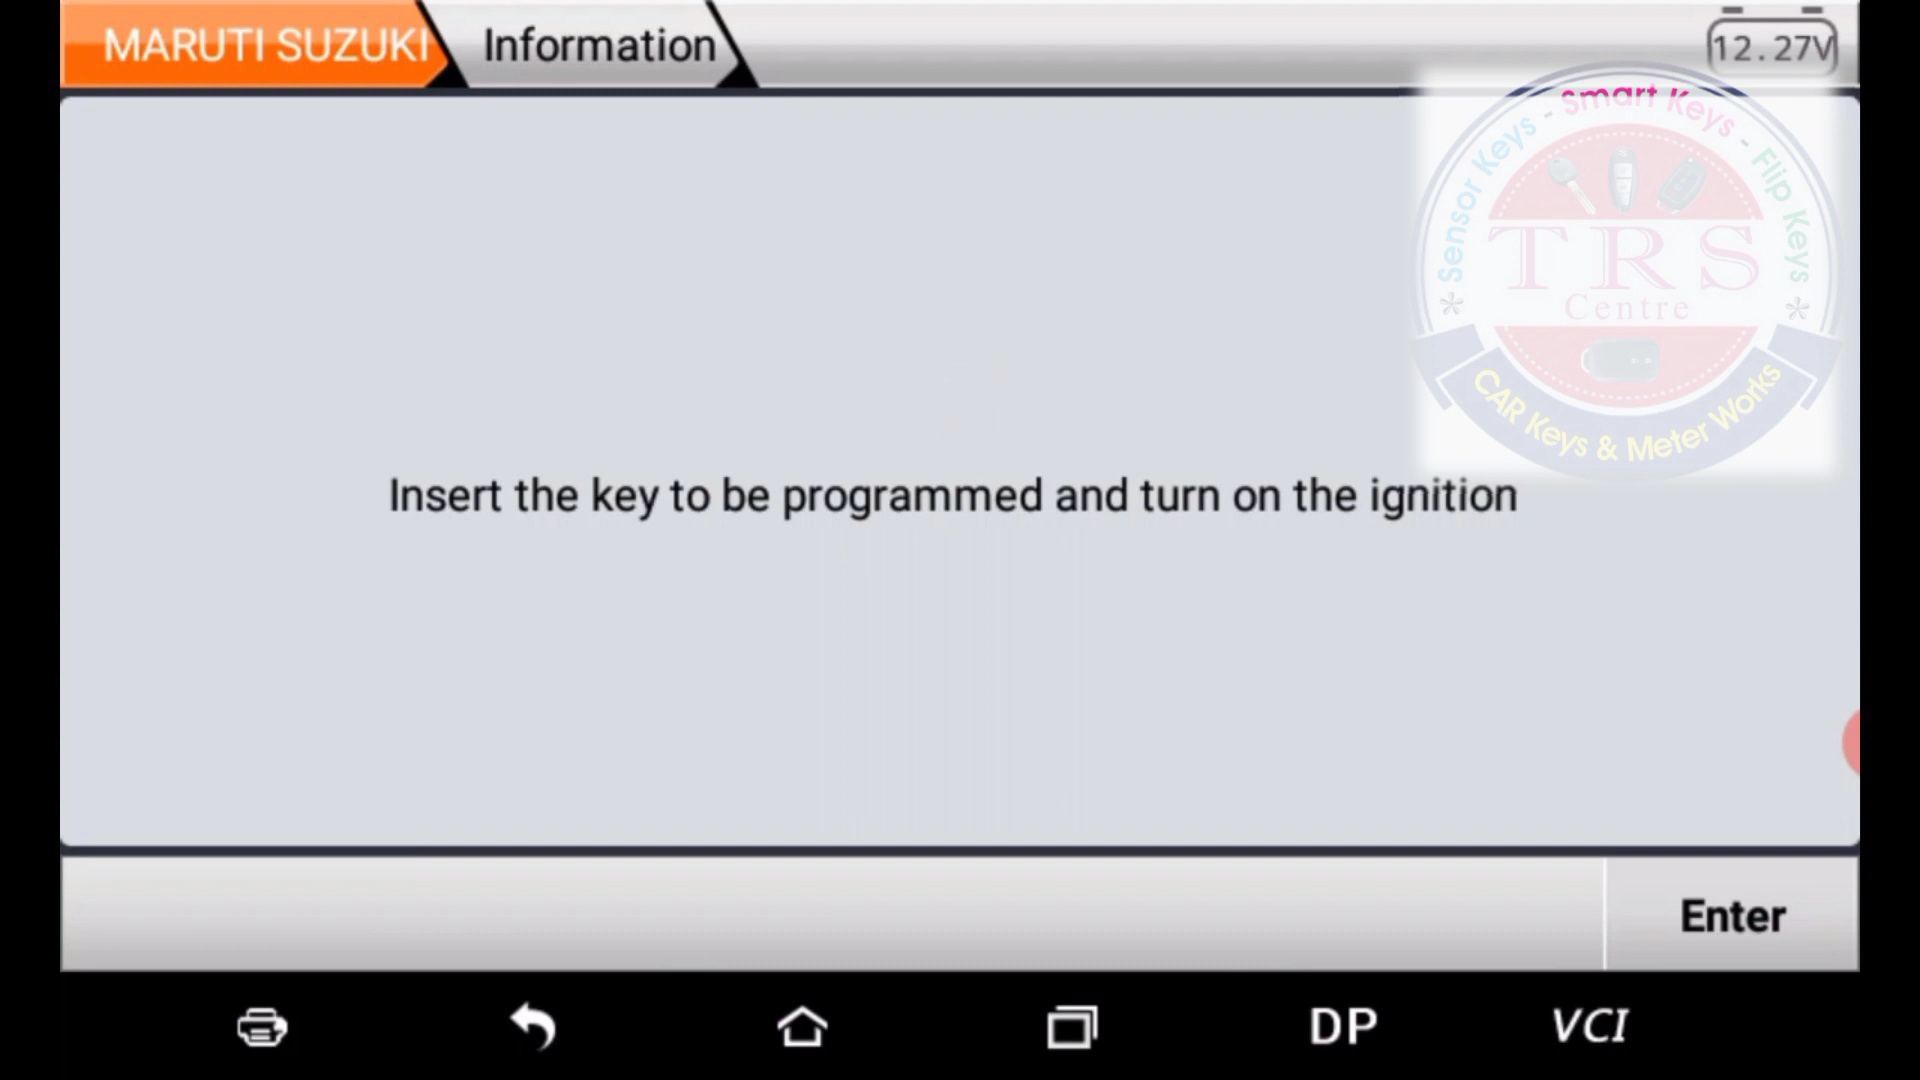 MARUTI SUZUKI
Information
12.27V
Sensor Keys - Smart Keys - Flip Keys
TRS
Centre
CAR Keys & Meter Works
Insert the key to be programmed and turn on the ignition
Enter
DP
VCI